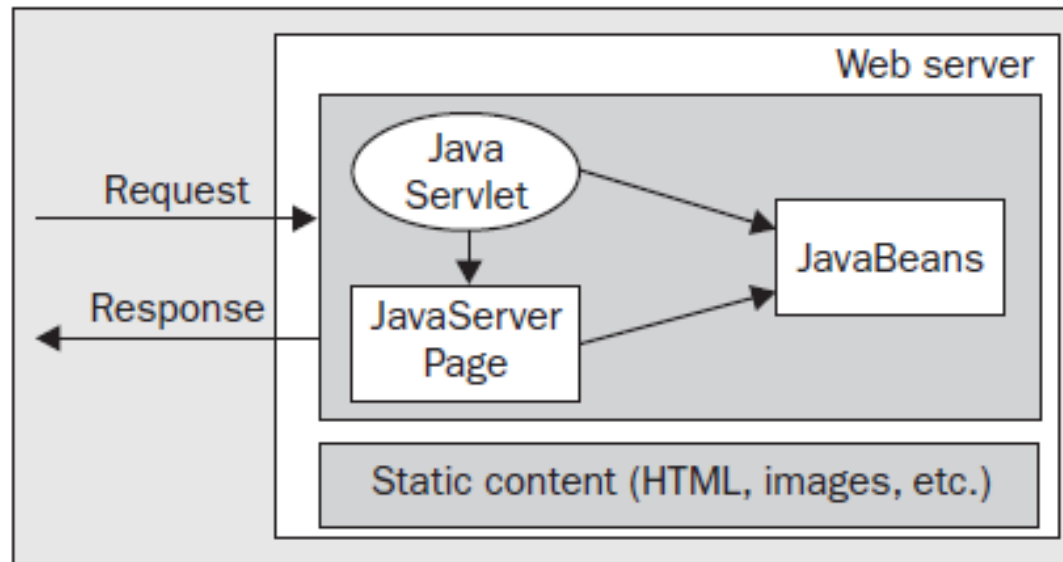 Web server
Java
Servlet
Request
JavaBeans
Response
JavaServer
Page
Static content (HTML, images, etc.)